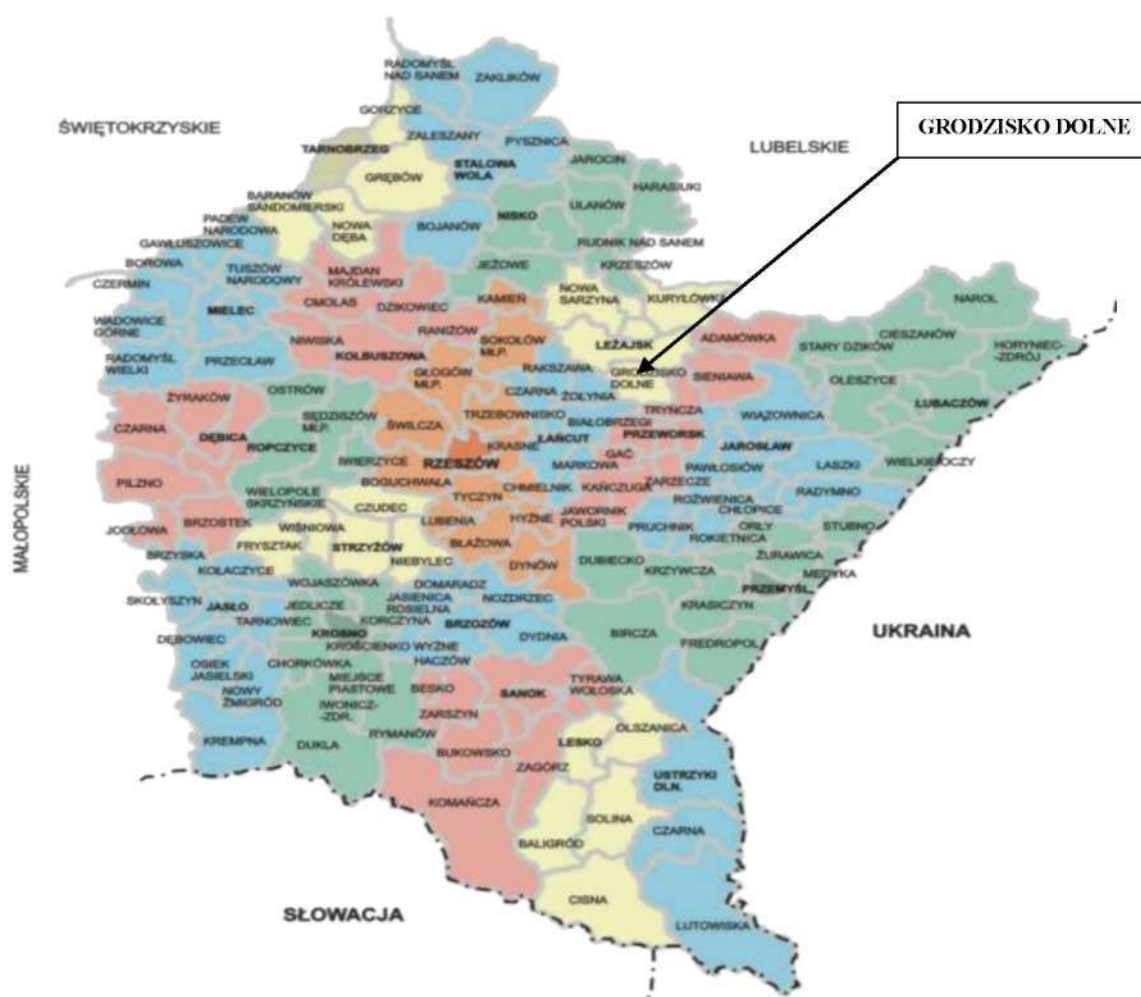 RADOMYŚL
NAD SANEM
ZAKLIKÓW
GORZYCE
ŚWIĘTOKRZYSKIE
GRODZISKO DOLNE
ZALESZANY
PYSZNICA
LUBELSKIE
TARNOBRZEG
STALOWA
WOLA
JAROCIN
GRĘBÓW
HARASIUKI
BARANÓW
SANDOMIERSKI
ULANÓW
NISKO
PADEW
NARODOWA
NOWA
DĘBA
BOJANÓW
GAWŁUSZOWICE
RUDNIK NAD SANEM
BOROWA
TUSZÓW
NARODOWY
MAJDAN
KRÓLEWSKI
JEŻOWE
KRZESZÓW
CZERMIN
NOWA
SARZYNA
KURYŁÓWKA
CMOLAS
DZIKOWIEC
KAMIEŃ
NAROL
MIELEC
WADOWICE
GÓRNE
RANIŻÓW
CIESZANÓW
NIWISKA
SOKOŁÓW
MŁP.
LEŻAJSK
ADAMÓWKA
STARY DZIKÓW
HORYNIEC-
ZDRÓJ
RADOMYŚL
WIELKI
PRZECŁAW
KOLBUSZOWA
GŁOGÓW
MŁP.
RAKSZAWA
GRODZISKO
DOLNE
SIENIAWA
OLESZYCE
OSTRÓW
CZARNA
ŻOŁYNIA
LUBACZÓW
ŻYRAKÓW
SĘDZISZÓW
MŁP.
TRZEBOWNISKO
TRYŃCZA
WIĄZOWNICA
CZARNA
ŚWILCZA
BIAŁOBRZEGI
DĘBICA
ROPCZYCE
KRASNE
ŁAŃCUT
PRZEWORSK
JAROSŁAW
IWIERZYCE
RZESZÓW
GAĆ
WIELKIE OCZY
MARKOWA
PAWŁOSIÓW
LASZKI
PILZNO
BOGUCHWAŁA
CHMIELNIK
KAŃCZUGA
ZARZECZE
WIELOPOLE
SKRZYŃSKIE
TYCZYN
ROŹWIENICA
RADYMNO
CZUDEC
CHŁOPICE
JODŁOWA
BRZOSTEK
WIŚNIOWA
LUBENIA
HYŻNE
JAWORNIK
POLSKI
PRUCHNIK
ORŁY
STUBNO
ROKIETNICA
FRYSZTAK
STRZYŻÓW
BŁAŻOWA
BRZYSKA
NIEBYLEC
DYNÓW
DUBIECKO
ŻURAWICA
KOŁACZYCE
KRZYWCZA
MEDYKA
WOJASZÓWKA
DOMARADZ
PRZEMYŚL
SKOŁYSZYN
JASŁO
JEDLICZE
JASIENICA
ROSIELNA
NOZDRZEC
KRASICZYN
TARNOWIEC
KORCZYNA
BRZOZÓW
DĘBOWIEC
KROSNO
KROŚCIENKO WYŻNE
DYDNIA
BIRCZA
FREDROPOL
UKRAINA
OSIEK
JASIELSKI
CHORKÓWKA
HACZÓW
MIEJSCE
PIASTOWE
NOWY
ŻMIGRÓD
IWONICZ-
-ZDR.
BESKO
SANOK
TYRAWA
WOŁOSKA
ZARSZYN
OLSZANICA
KREMPNA
DUKLA
RYMANÓW
BUKOWSKO
ZAGÓRZ
LESKO
USTRZYKI
DLN.
KOMAŃCZA
SOLINA
CZARNA
BALIGRÓD
CISNA
LUTOWISKA
SŁOWACJA
MAŁOPOLSKIE